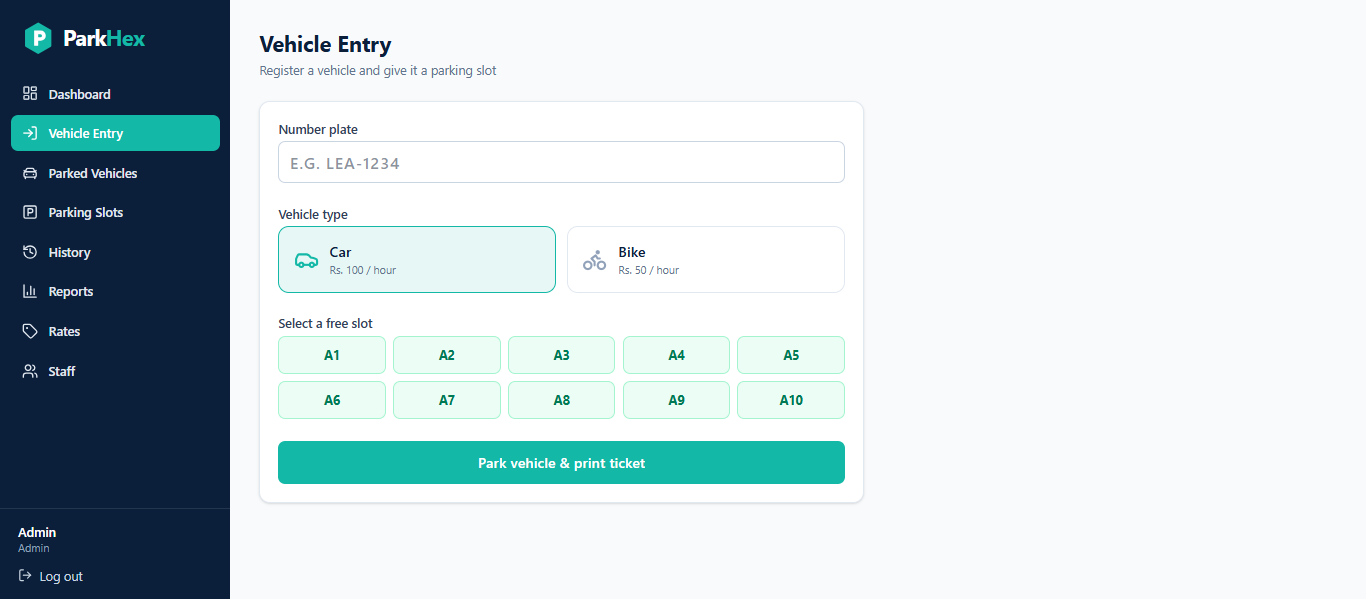 P ParkHex
Dashboard
Vehicle Entry
Parked Vehicles
P Parking Slots
History
Reports
Rates
Staff
Admin
Admin
Log out
Vehicle Entry
Register a vehicle and give it a parking slot
Number plate
E.G. LEA-1234
Vehicle type
Car
Rs. 100 / hour
Bike
Rs. 50 / hour
Select a free slot
A1 A2 A3 A4 A5
A6 A7 A8 A9 A10
Park vehicle & print ticket